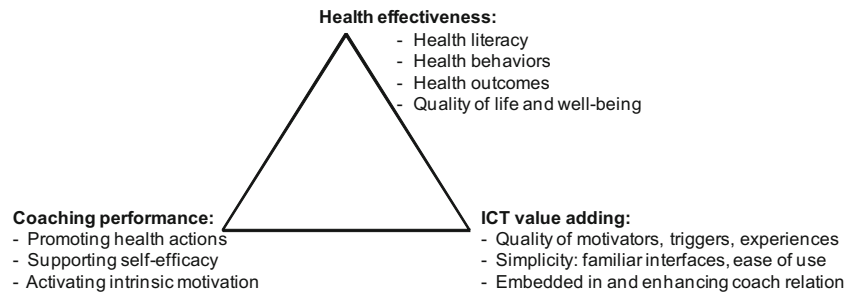 Health effectiveness:
- Health literacy
- Health behaviors
- Health outcomes
- Quality of life and well-being
Coaching performance:
- Promoting health actions
- Supporting self-efficacy
- Activating intrinsic motivation
ICT value adding:
- Quality of motivators, triggers, experiences
- Simplicity: familiar interfaces, ease of use
- Embedded in and enhancing coach relation